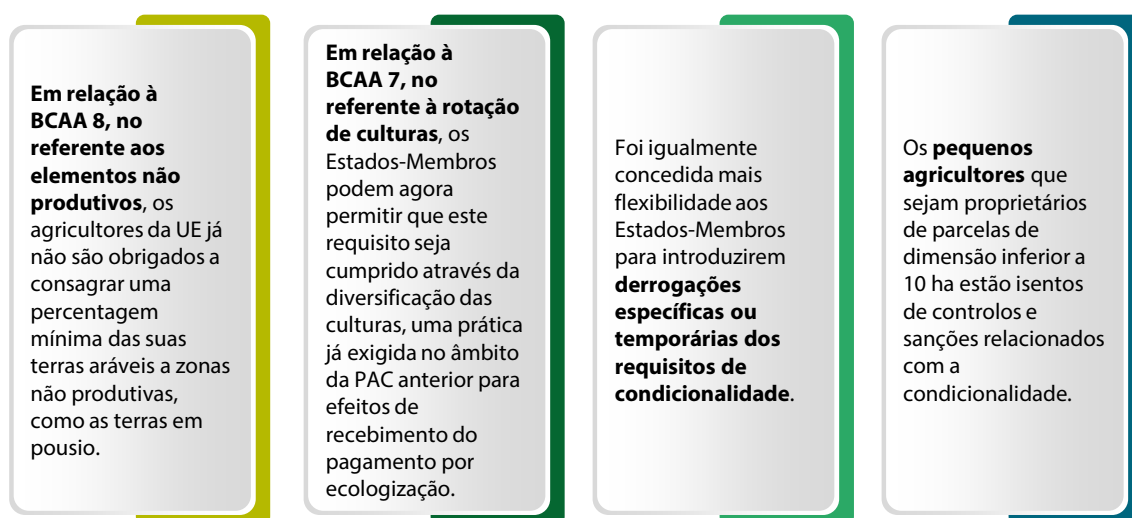 Em relação à
BCAA 8, no
referente aos
elementos não
produtivos, os
agricultores da UE já
não são obrigados a
consagrar uma
percentagem
mínima das suas
terras aráveis a zonas
não produtivas,
como as terras em
pousio.
Em relação à
BCAA 7, no
referente à rotação
de culturas, os
Estados-Membros
podem agora
permitir que este
requisito seja
cumprido através da
diversificação das
culturas, uma prática
já exigida no âmbito
da PAC anterior para
efeitos de
recebimento do
pagamento por
ecologização.
Foi igualmente
concedida mais
flexibilidade aos
Estados-Membros
para introduzirem
derrogações
específicas ou
temporárias dos
requisitos de
condicionalidade.
Os pequenos
agricultores que
sejam proprietários
de parcelas de
dimensão inferior a
10 ha estão isentos
de controlos e
sanções relacionados
com a
condicionalidade.